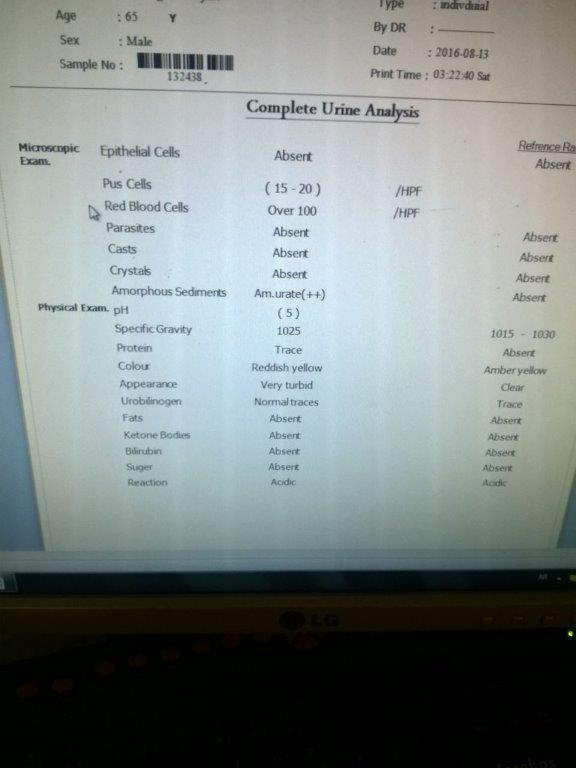 Age : 65 Y
Type : indivduial
Sex : Male
By DR :
Sample No :
132438
Date : 2016-08-13
Print Time : 03:22:40 Sat
Complete Urine Analysis
Refrence Ra
Microscopic Exam. Epithelial Cells Absent Absent
Pus Cells ( 15 - 20 ) /HPF
Red Blood Cells Over 100 /HPF
Parasites Absent Absent
Casts Absent Absent
Crystals Absent Absent
Amorphous Sediments Am.urate(++) Absent
Physical Exam. pH ( 5 )
Specific Gravity 1025 1015 - 1030
Protein Trace Absent
Colour Reddish yellow Amber yellow
Appearance Very turbid Clear
Urobilinogen Normal traces Trace
Fats Absent Absent
Ketone Bodies Absent Absent
Bilirubin Absent Absent
Suger Absent Absent
Reaction Acidic Acidic
AR
LG